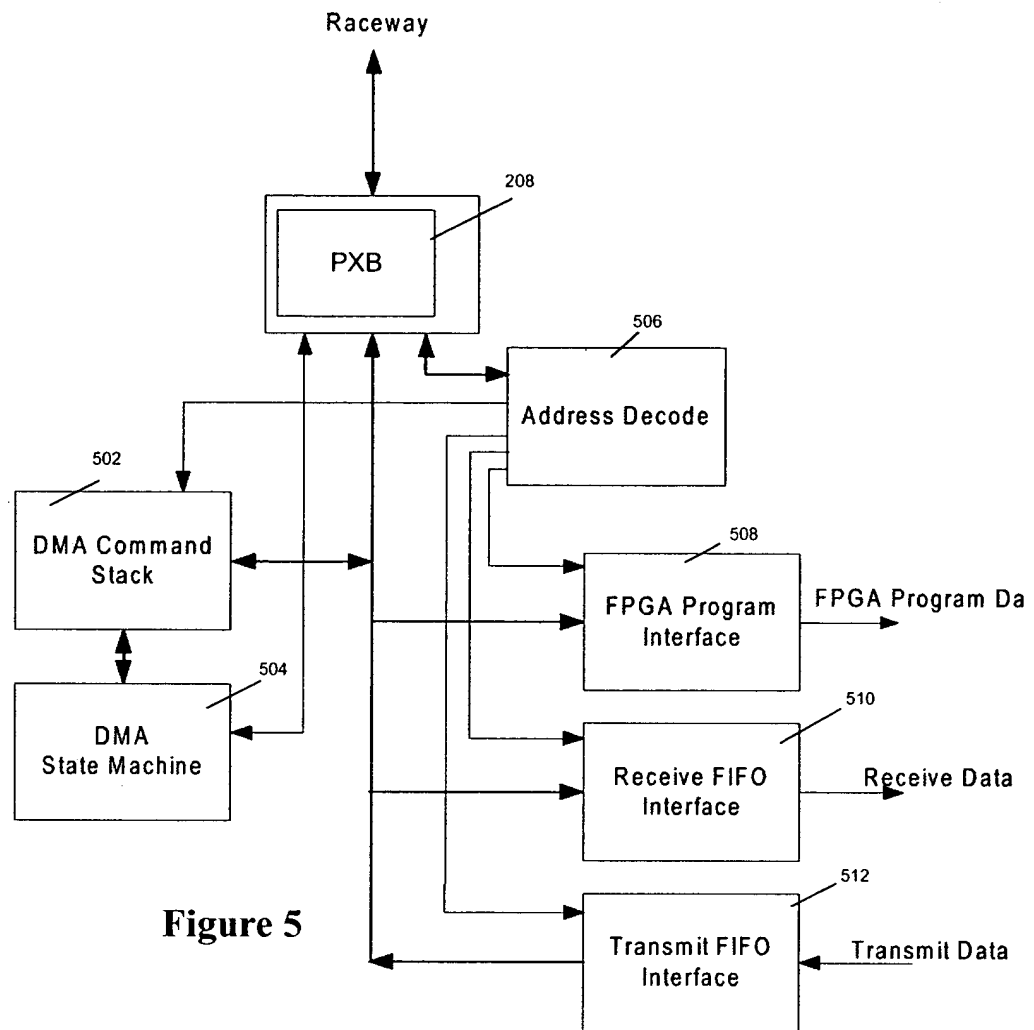 Raceway
208
PXB
506
Address Decode
502
DMA Command
Stack
508
FPGA Program
Interface
FPGA Program Da
504
DMA
State Machine
510
Receive FIFO
Interface
Receive Data
512
Transmit FIFO
Interface
Transmit Data
Figure 5